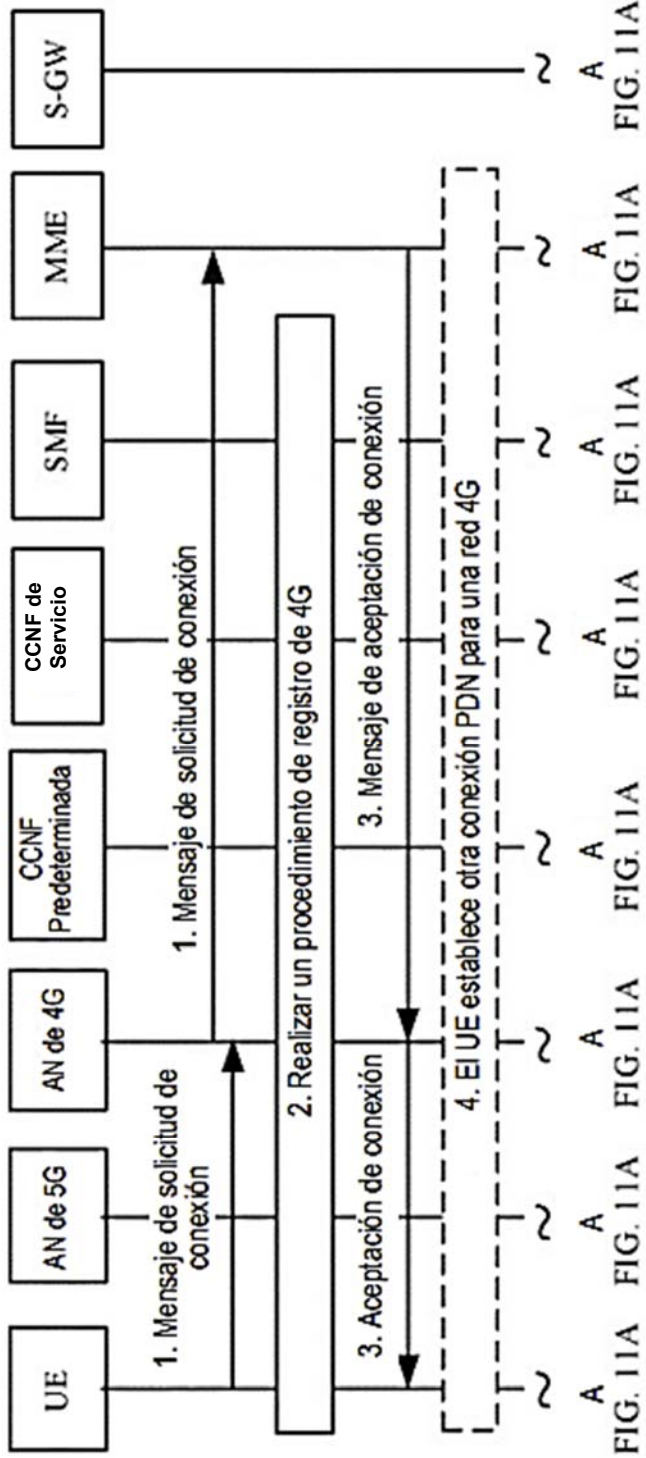 UE
AN de 5G
AN de 4G
CCNF
Predeterminada
CCNF de
Servicio
SMF
MME
S-GW
1. Mensaje de solicitud de
conexión
1. Mensaje de solicitud de conexión
2. Realizar un procedimiento de registro de 4G
3. Aceptación de conexión
3. Mensaje de aceptación de conexión
4. El UE establece otra conexión PDN para una red 4G
A
A
A
A
A
A
A
A
FIG. 11A
FIG. 11A
FIG. 11A
FIG. 11A
FIG. 11A
FIG. 11A
FIG. 11A
FIG. 11A